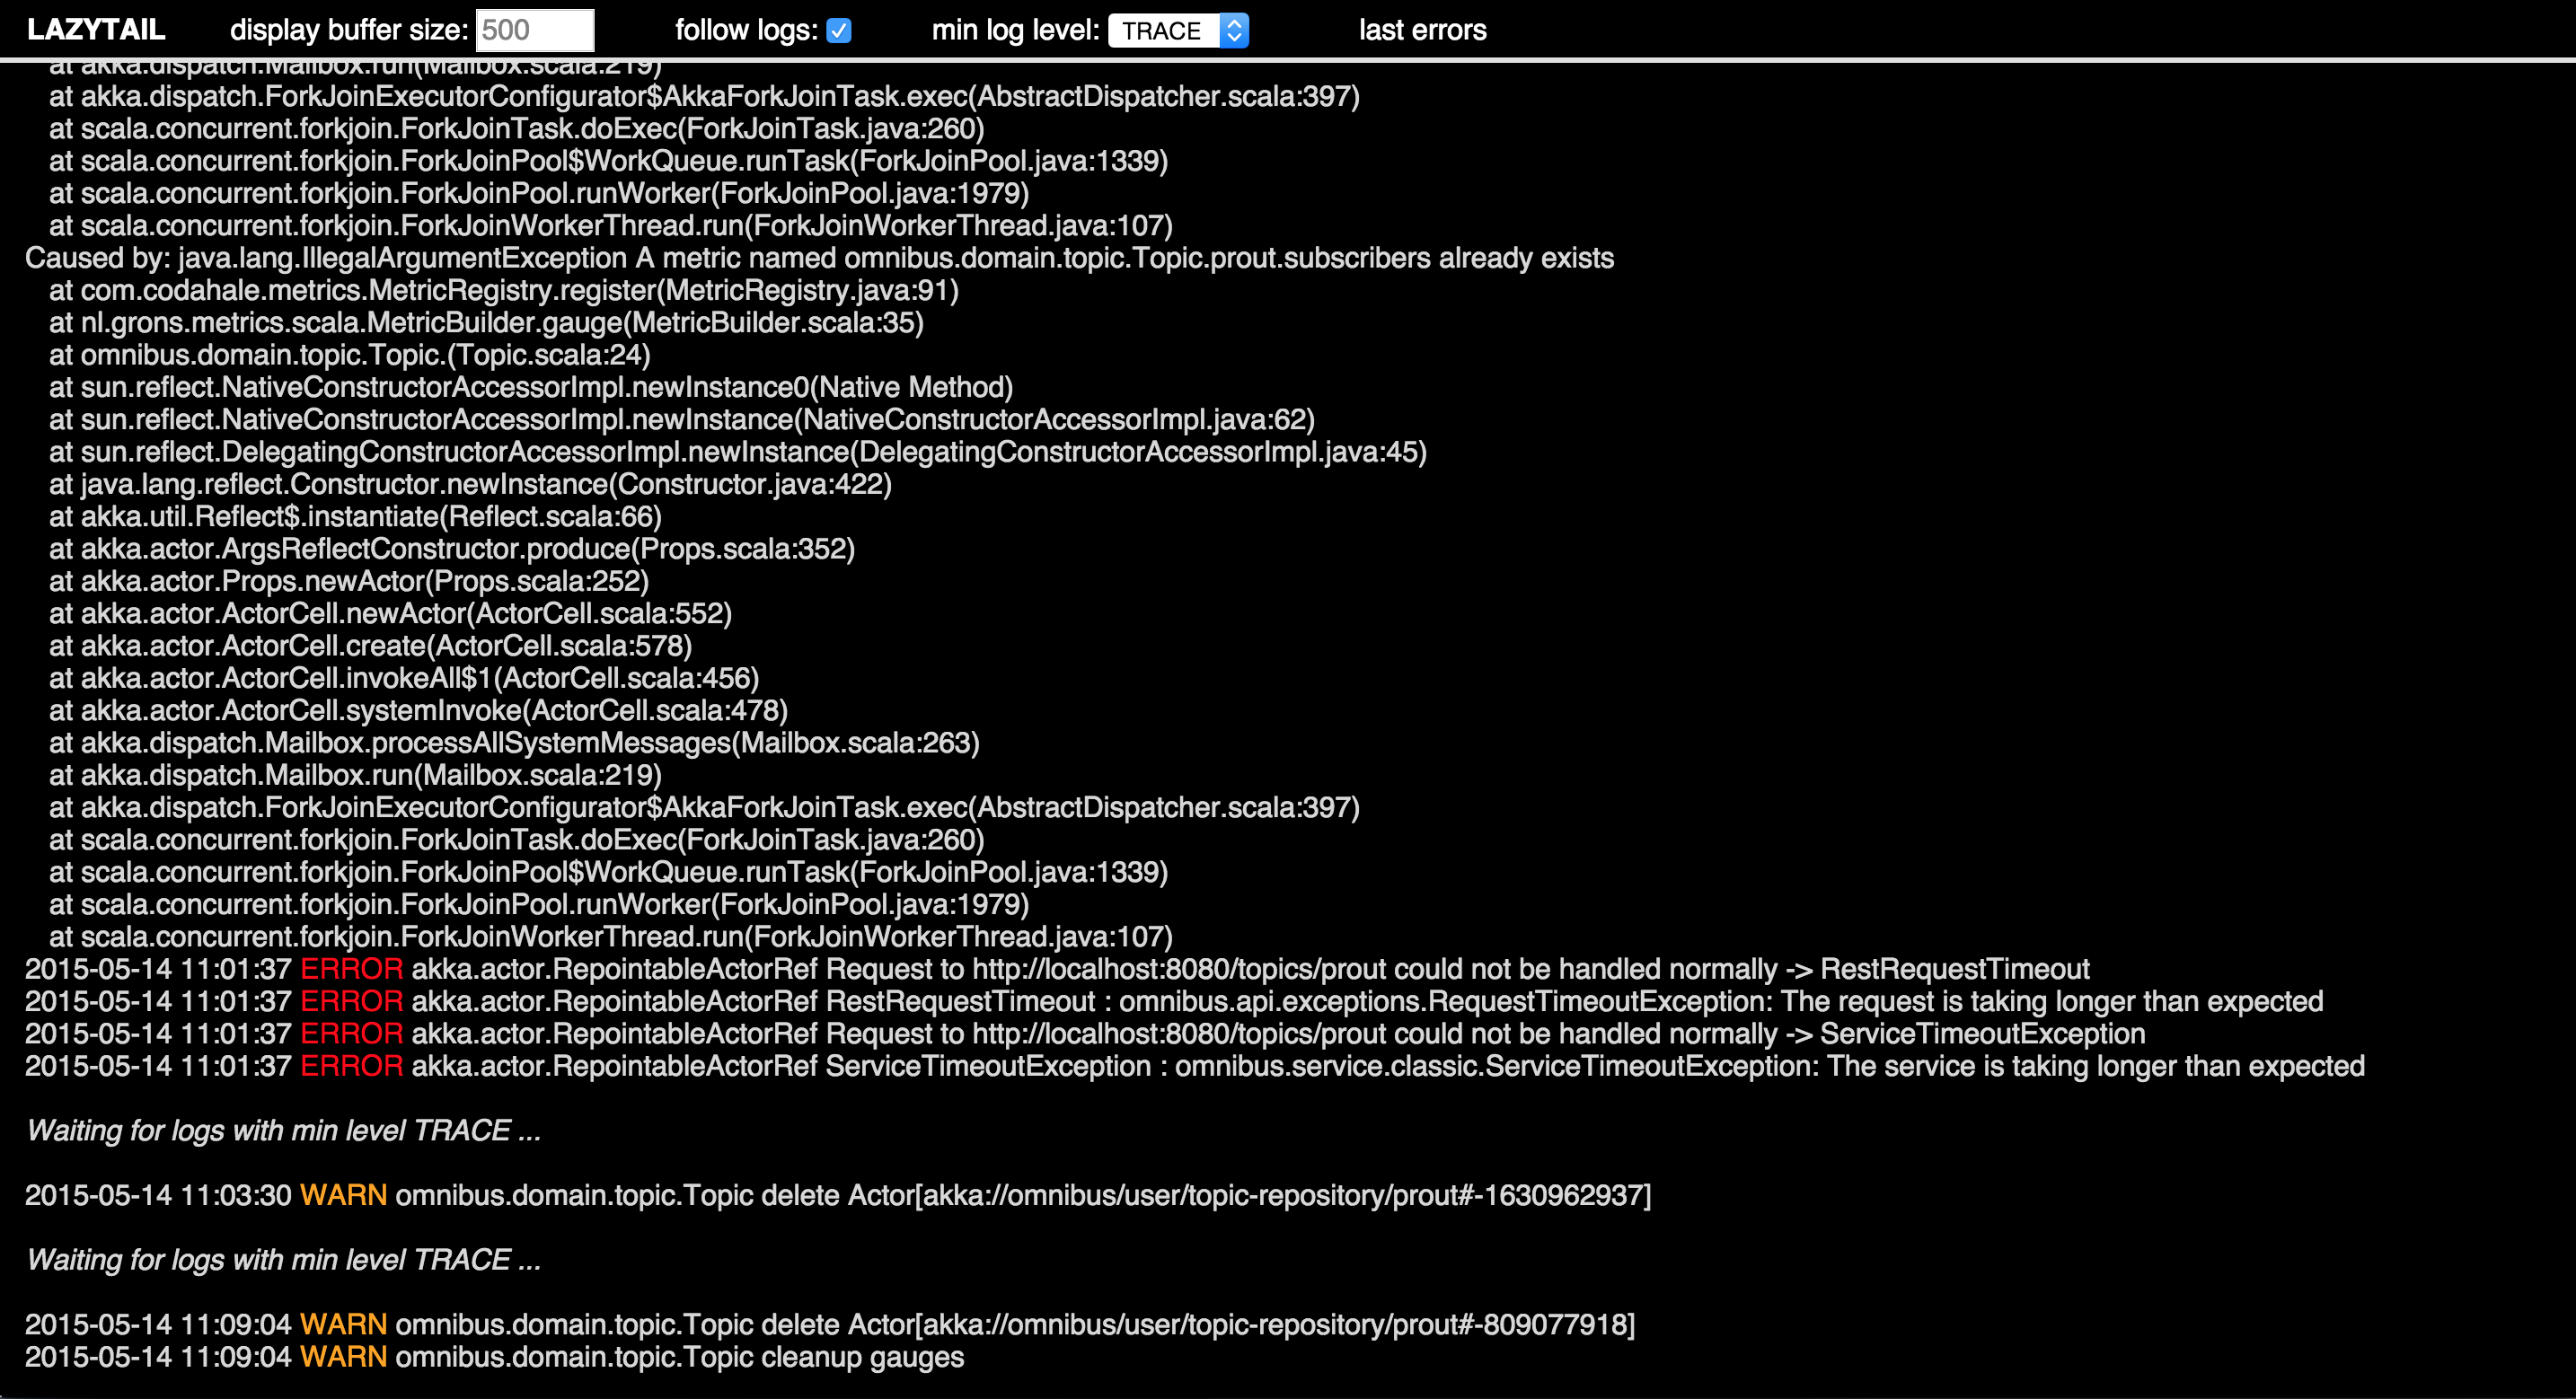 LAZYTAIL display buffer size: 500 follow logs: min log level: TRACE last errors
at akka.dispatch.Mailbox.run(Mailbox.scala:219)
at akka.dispatch.ForkJoinExecutorConfigurator$AkkaForkJoinTask.exec(AbstractDispatcher.scala:397)
at scala.concurrent.forkjoin.ForkJoinTask.doExec(ForkJoinTask.java:260)
at scala.concurrent.forkjoin.ForkJoinPool$WorkQueue.runTask(ForkJoinPool.java:1339)
at scala.concurrent.forkjoin.ForkJoinPool.runWorker(ForkJoinPool.java:1979)
at scala.concurrent.forkjoin.ForkJoinWorkerThread.run(ForkJoinWorkerThread.java:107)
Caused by: java.lang.IllegalArgumentException A metric named omnibus.domain.topic.Topic.prout.subscribers already exists
at com.codahale.metrics.MetricRegistry.register(MetricRegistry.java:91)
at nl.grons.metrics.scala.MetricBuilder.gauge(MetricBuilder.scala:35)
at omnibus.domain.topic.Topic.(Topic.scala:24)
at sun.reflect.NativeConstructorAccessorImpl.newInstance0(Native Method)
at sun.reflect.NativeConstructorAccessorImpl.newInstance(NativeConstructorAccessorImpl.java:62)
at sun.reflect.DelegatingConstructorAccessorImpl.newInstance(DelegatingConstructorAccessorImpl.java:45)
at java.lang.reflect.Constructor.newInstance(Constructor.java:422)
at akka.util.Reflect$.instantiate(Reflect.scala:66)
at akka.actor.ArgsReflectConstructor.produce(Props.scala:352)
at akka.actor.Props.newActor(Props.scala:252)
at akka.actor.ActorCell.newActor(ActorCell.scala:552)
at akka.actor.ActorCell.create(ActorCell.scala:578)
at akka.actor.ActorCell.invokeAll$1(ActorCell.scala:456)
at akka.actor.ActorCell.systemInvoke(ActorCell.scala:478)
at akka.dispatch.Mailbox.processAllSystemMessages(Mailbox.scala:263)
at akka.dispatch.Mailbox.run(Mailbox.scala:219)
at akka.dispatch.ForkJoinExecutorConfigurator$AkkaForkJoinTask.exec(AbstractDispatcher.scala:397)
at scala.concurrent.forkjoin.ForkJoinTask.doExec(ForkJoinTask.java:260)
at scala.concurrent.forkjoin.ForkJoinPool$WorkQueue.runTask(ForkJoinPool.java:1339)
at scala.concurrent.forkjoin.ForkJoinPool.runWorker(ForkJoinPool.java:1979)
at scala.concurrent.forkjoin.ForkJoinWorkerThread.run(ForkJoinWorkerThread.java:107)
2015-05-14 11:01:37 ERROR akka.actor.RepointableActorRef Request to http://localhost:8080/topics/prout could not be handled normally -> RestRequestTimeout
2015-05-14 11:01:37 ERROR akka.actor.RepointableActorRef RestRequestTimeout : omnibus.api.exceptions.RequestTimeoutException: The request is taking longer than expected
2015-05-14 11:01:37 ERROR akka.actor.RepointableActorRef Request to http://localhost:8080/topics/prout could not be handled normally -> ServiceTimeoutException
2015-05-14 11:01:37 ERROR akka.actor.RepointableActorRef ServiceTimeoutException : omnibus.service.classic.ServiceTimeoutException: The service is taking longer than expected
Waiting for logs with min level TRACE ...
2015-05-14 11:03:30 WARN omnibus.domain.topic.Topic delete Actor[akka://omnibus/user/topic-repository/prout#-1630962937]
Waiting for logs with min level TRACE ...
2015-05-14 11:09:04 WARN omnibus.domain.topic.Topic delete Actor[akka://omnibus/user/topic-repository/prout#-809077918]
2015-05-14 11:09:04 WARN omnibus.domain.topic.Topic cleanup gauges